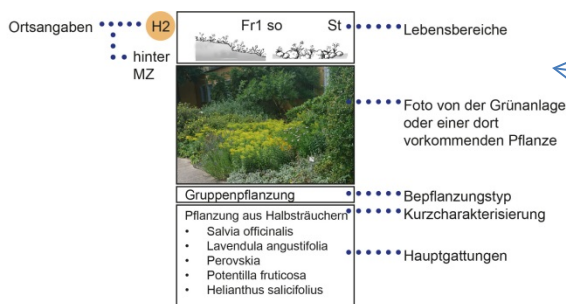 Ortsangaben
H2
hinter
MZ
Fr1 so
St
Lebensbereiche
Foto von der Grünanlage
oder einer dort
vorkommenden Pflanze
Gruppenpflanzung
Bepflanzungstyp
Pflanzung aus Halbsträuchern
Kurzcharakterisierung
• Salvia officinalis
• Lavendula angustifolia
• Perovskia
• Potentilla fruticosa
• Helianthus salicifolius
Hauptgattungen